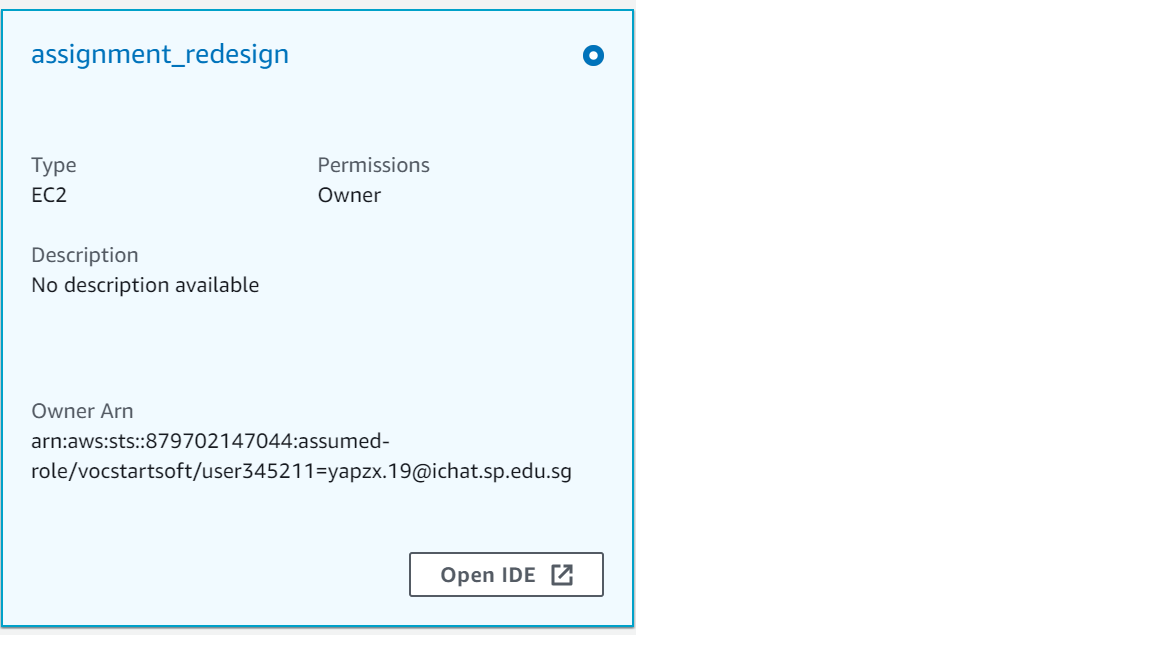 assignment_redesign
Type
Permissions
EC2
Owner
Description
No description available
Owner Arn
arn:aws:sts::879702147044:assumed-
role/vocstartsoft/user345211=yapzx.19@ichat.sp.edu.sg
Open IDE